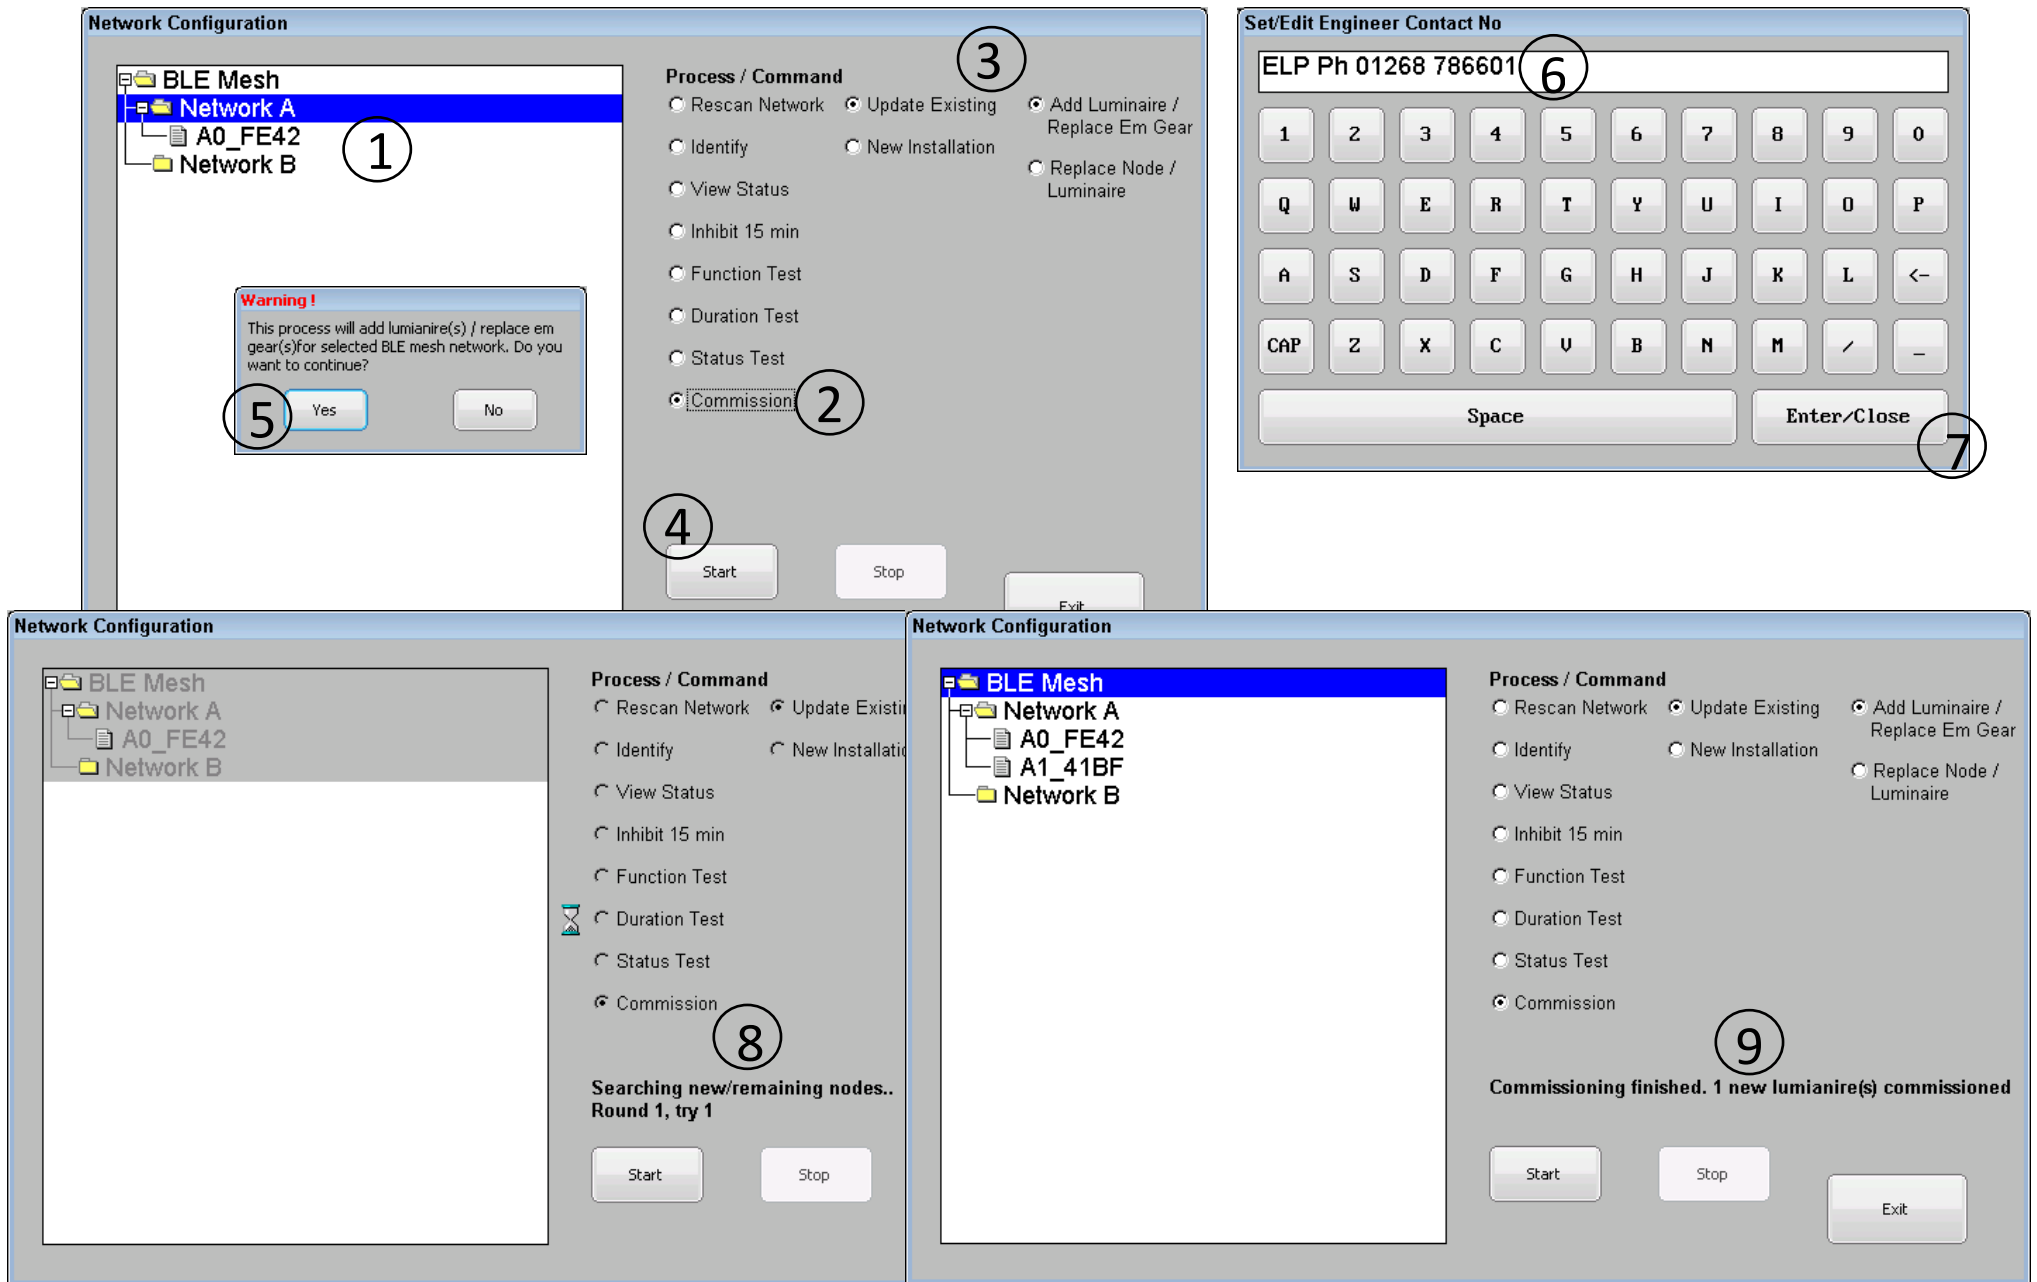 Network Configuration
BLE Mesh
Network A
A0_FE42
Network B
1
Warning !
This process will add lumianire(s) / replace em
gear(s)for selected BLE mesh network. Do you
want to continue?
5
Yes
No
Process / Command
3
Rescan Network
Update Existing
Add Luminaire /
Replace Em Gear
Identify
New Installation
Replace Node /
Luminaire
View Status
Inhibit 15 min
Function Test
Duration Test
Status Test
Commission
2
4
Start
Stop
Exit
Set/Edit Engineer Contact No
ELP Ph 01268 786601
6
1 2 3 4 5 6 7 8 9 0
Q W E R T Y U I O P
A S D F G H J K L <-
CAP Z X C V B N M / _
Space
Enter/Close
7
Network Configuration
BLE Mesh
Network A
A0_FE42
Network B
Process / Command
Rescan Network
Update Existi
Identify
New Installati
View Status
Inhibit 15 min
Function Test
Duration Test
Status Test
Commission
8
Searching new/remaining nodes..
Round 1, try 1
Start
Stop
Network Configuration
BLE Mesh
Network A
A0_FE42
A1_41BF
Network B
Process / Command
Rescan Network
Update Existing
Add Luminaire /
Replace Em Gear
Identify
New Installation
Replace Node /
Luminaire
View Status
Inhibit 15 min
Function Test
Duration Test
Status Test
Commission
9
Commissioning finished. 1 new lumianire(s) commissioned
Start
Stop
Exit